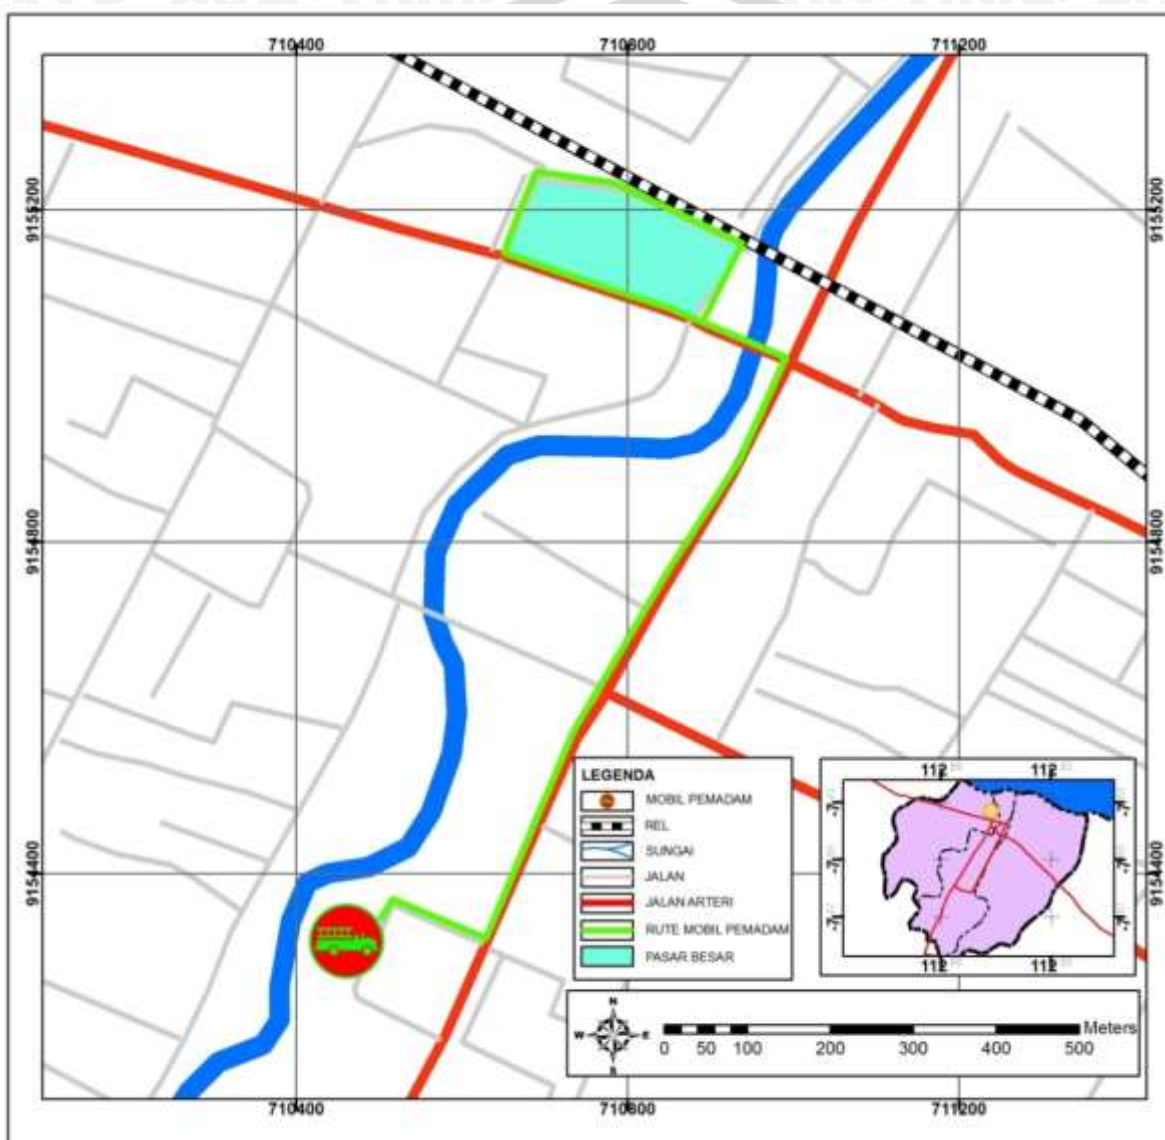 710400 710800 711200
9155200 9155200
9154800 9154800
9154400 9154400
LEGENDA
MOBIL PEMADAM
REL
SUNGAI
JALAN
JALAN ARTERI
RUTE MOBIL PEMADAM
PASAR BESAR
112 112
112 112
N
W E
S
0 50 100 200 300 400 500 Meters
710400 710800 711200